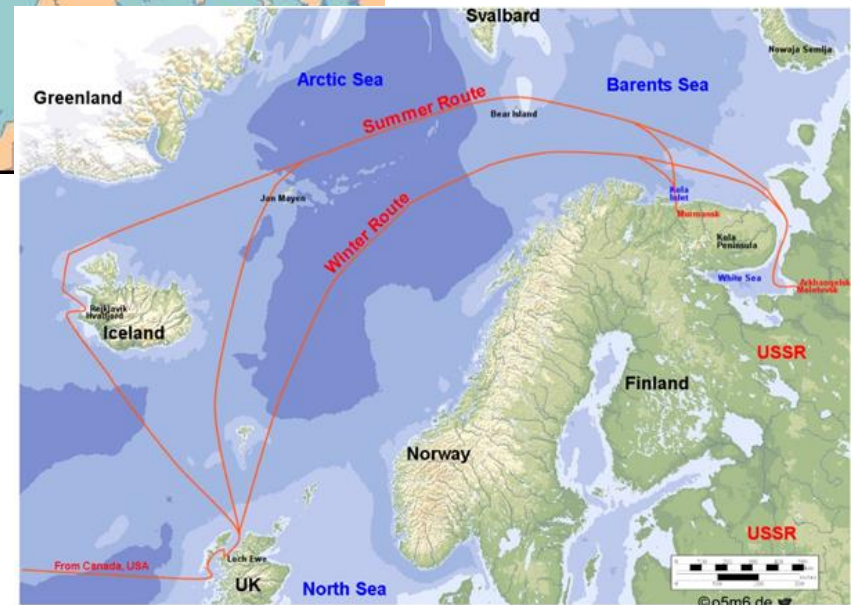 Svalbard
Nowaja Semlja
Arctic Sea
Barents Sea
Greenland
Summer Route
Bear Island
Jan Mayen
Kola
Inlet
Murmansk
Winter Route
Kola
Peninsula
White Sea
Arkhangelsk
Molotovsk
Reikjavik
Hvalfjord
Iceland
USSR
Finland
Norway
USSR
Loch Ewe
From Canada, USA
UK
North Sea
©o5m6.de